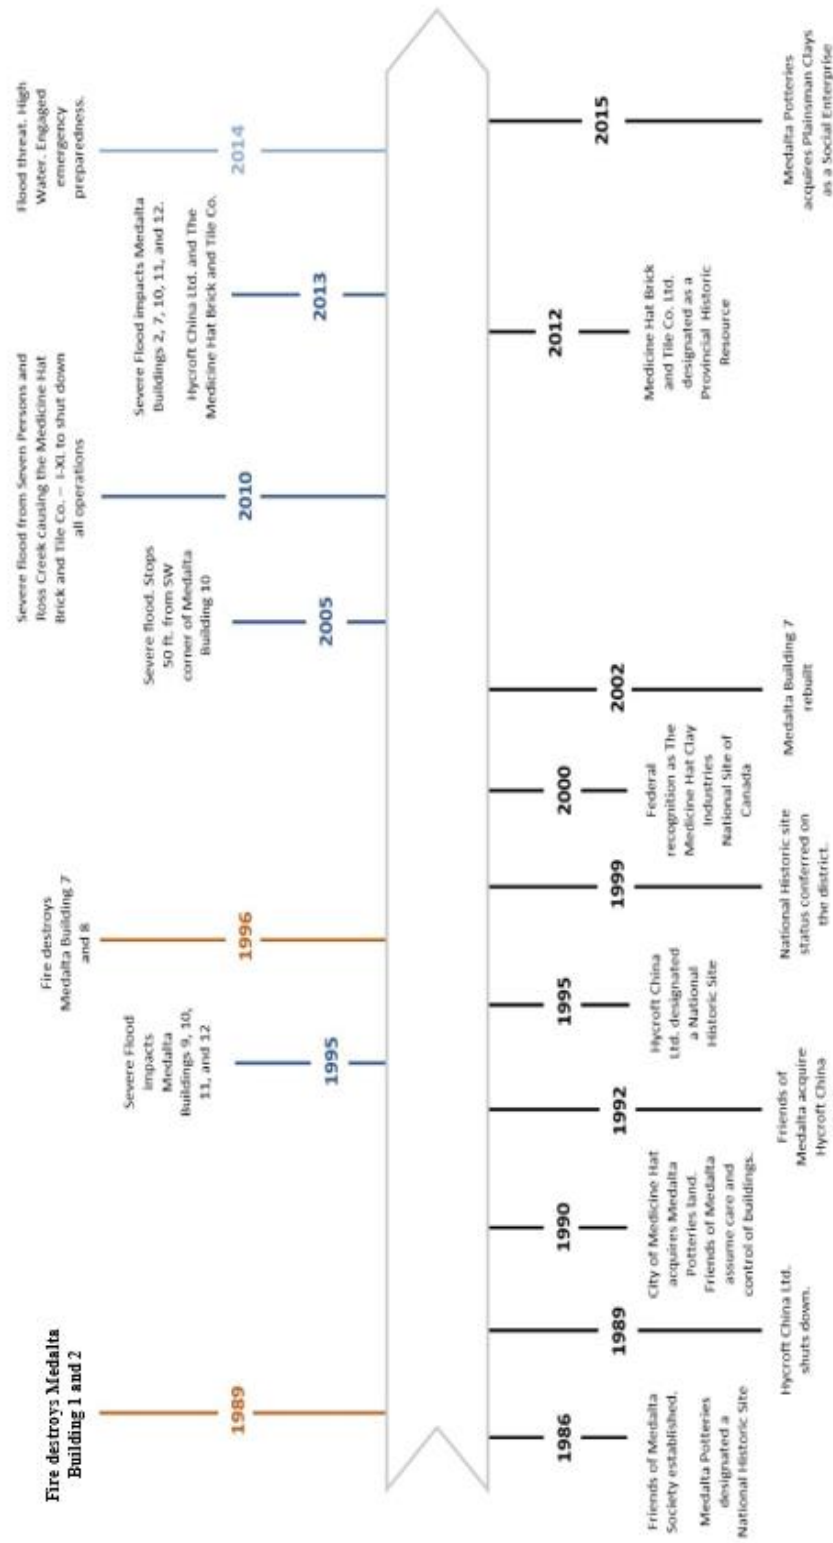 Fire destroys Medalta
Building 1 and 2
1989
Severe Flood
impacts
Medalta
Buildings 9, 10,
11, and 12
1995
Fire destroys
Medalta Building 7
and 8
1996
Severe flood. Stops
50 ft. from SW
corner of Medalta
Building 10
2005
Severe flood from Seven Persons and
Ross Creek causing the Medicine Hat
Brick and Tile Co. – I-XL to shut down
all operations
2010
Severe Flood impacts Medalta
Buildings 2, 7, 10, 11, and 12.
Hycroft China Ltd. and The
Medicine Hat Brick and Tile Co.
2013
Flood threat. High
Water. Engaged
emergency
preparedness.
2014
1986
Friends of Medalta
Society established.
Medalta Potteries
designated a
National Historic Site
1989
Hycroft China Ltd.
shuts down.
1990
City of Medicine Hat
acquires Medalta
Potteries land.
Friends of Medalta
assume care and
control of buildings.
1992
Friends of
Medalta acquire
Hycroft China
1995
Hycroft China
Ltd. designated
a National
Historic Site
1999
National Historic site
status conferred on
the district.
2000
Federal
recognition as The
Medicine Hat Clay
Industries
National Site of
Canada
2002
Medalta Building 7
rebuilt
2012
Medicine Hat Brick
and Tile Co. Ltd.
designated as a
Provincial Historic
Resource
2015
Medalta Potteries
acquires Plainsman Clays
as a Social Enterprise